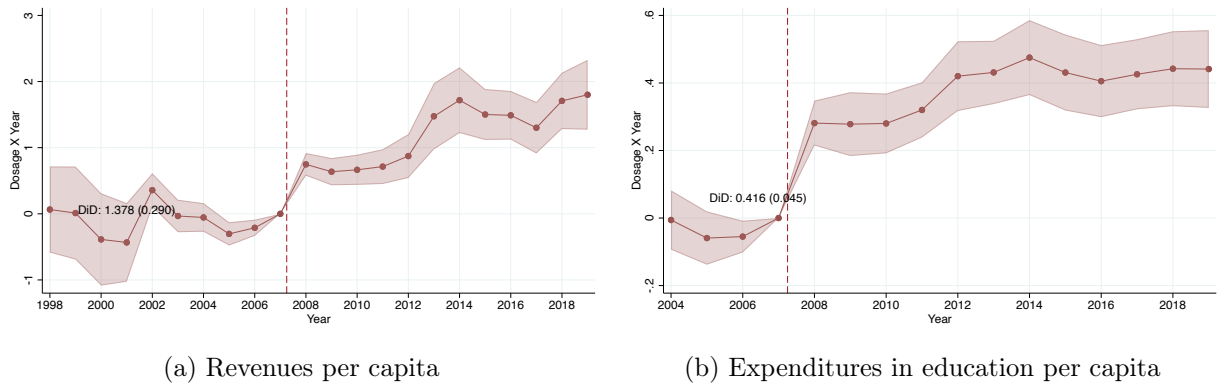 3
2
1
0
-1
Dosage X Year
DiD: 1.378 (0.290)
1998 2000 2002 2004 2006 2008 2010 2012 2014 2016 2018
Year
(a) Revenues per capita
.6
.4
.2
0
-.2
Dosage X Year
DiD: 0.416 (0.045)
2004 2006 2008 2010 2012 2014 2016 2018
Year
(b) Expenditures in education per capita